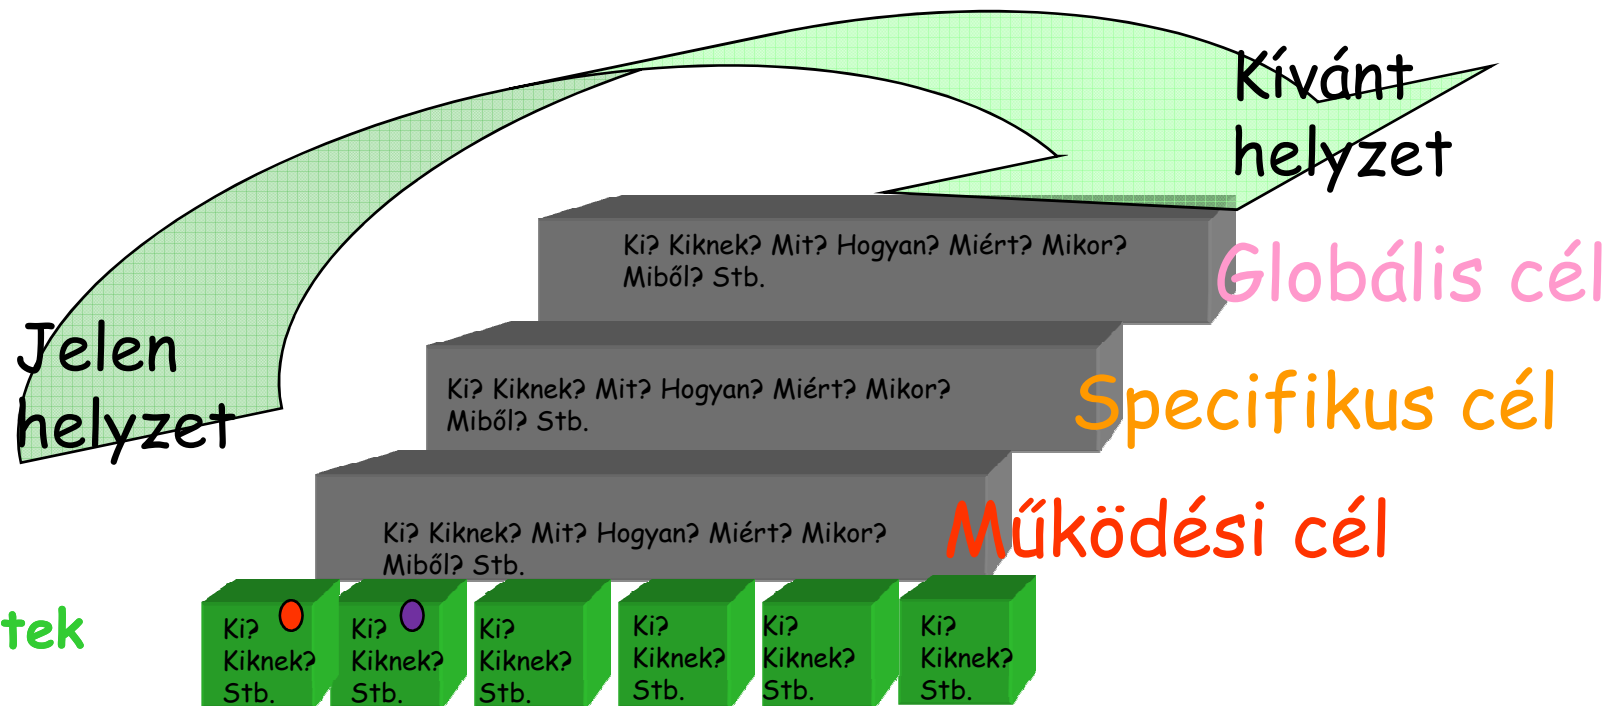 Kívánt
helyzet
Ki? Kiknek? Mit? Hogyan? Miért? Mikor?
Miből? Stb.
Globális cél
Jelen
helyzet
Ki? Kiknek? Mit? Hogyan? Miért? Mikor?
Miből? Stb.
Specifikus cél
Ki? Kiknek? Mit? Hogyan? Miért? Mikor?
Miből? Stb.
Működési cél
tek
Ki?
Kiknek?
Stb.
Ki?
Kiknek?
Stb.
Ki?
Kiknek?
Stb.
Ki?
Kiknek?
Stb.
Ki?
Kiknek?
Stb.
Ki?
Kiknek?
Stb.